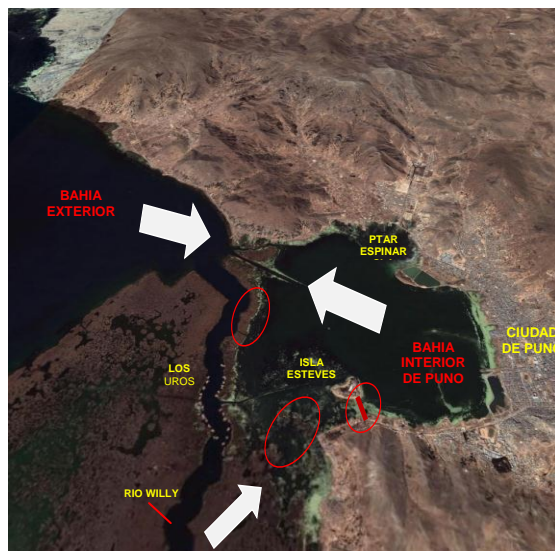 BAHIA
EXTERIOR
PTAR
ESPINAR
CIUDAD
DE PUNO
BAHIA
INTERIOR
DE PUNO
ISLA
ESTEVES
LOS
UROS
RIO WILLY